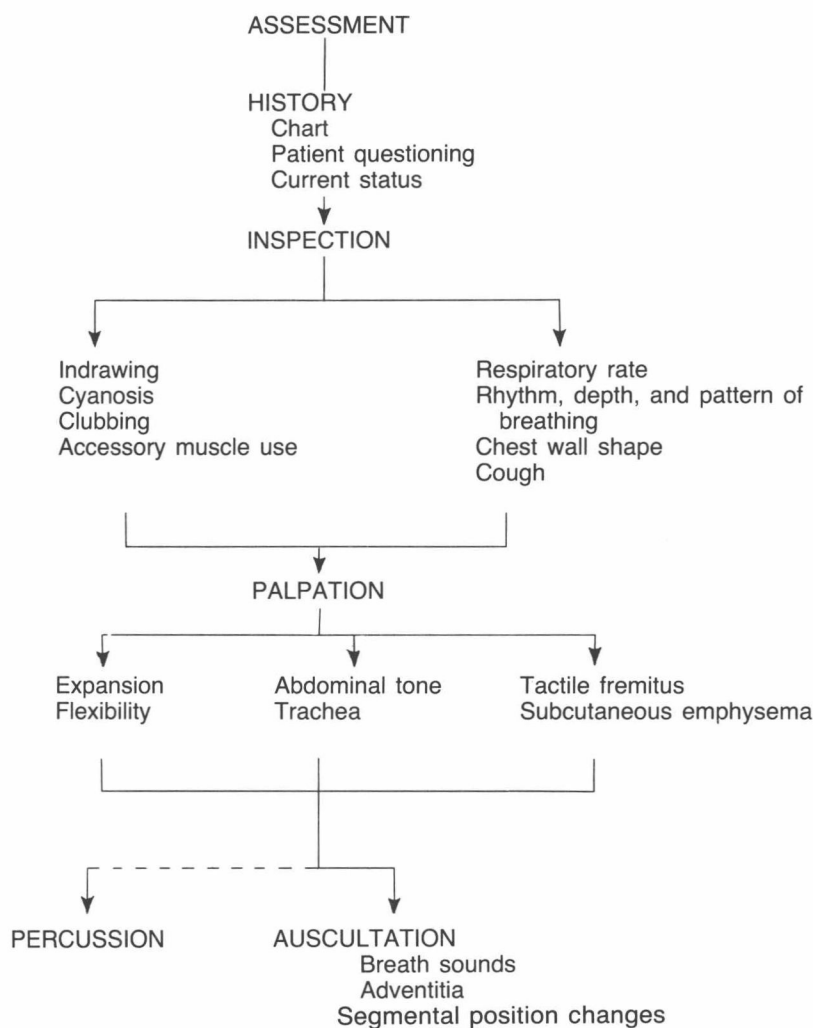 ASSESSMENT
HISTORY
Chart
Patient questioning
Current status
INSPECTION
Indrawing
Cyanosis
Clubbing
Accessory muscle use
Respiratory rate
Rhythm, depth, and pattern of
breathing
Chest wall shape
Cough
PALPATION
Expansion
Flexibility
Abdominal tone
Trachea
Tactile fremitus
Subcutaneous emphysema
PERCUSSION
AUSCULTATION
Breath sounds
Adventitia
Segmental position changes